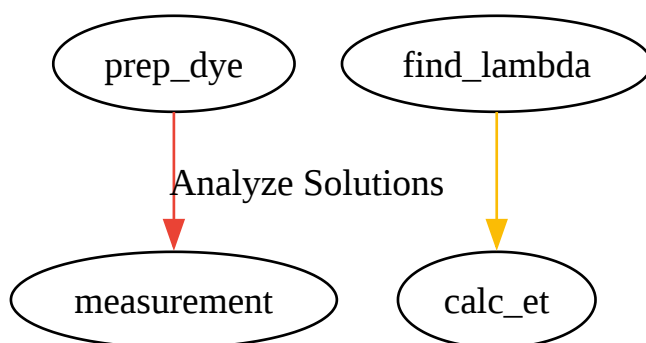 prep_dye
find_lambda
Analyze Solutions
measurement
calc_et